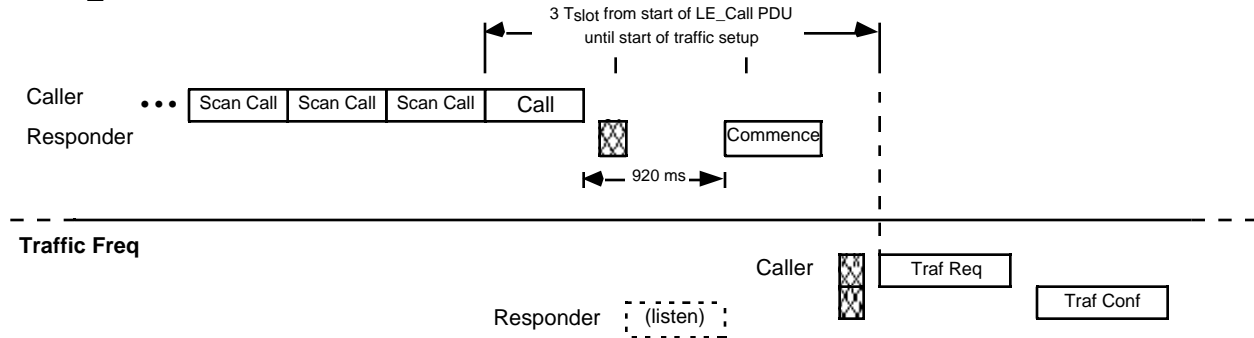 3 Tslot from start of LE_Call PDU
until start of traffic setup
Caller ••• Scan Call Scan Call Scan Call Call
Responder Commence
920 ms
Traffic Freq
Caller Traf Req
Traf Conf
Responder (listen)